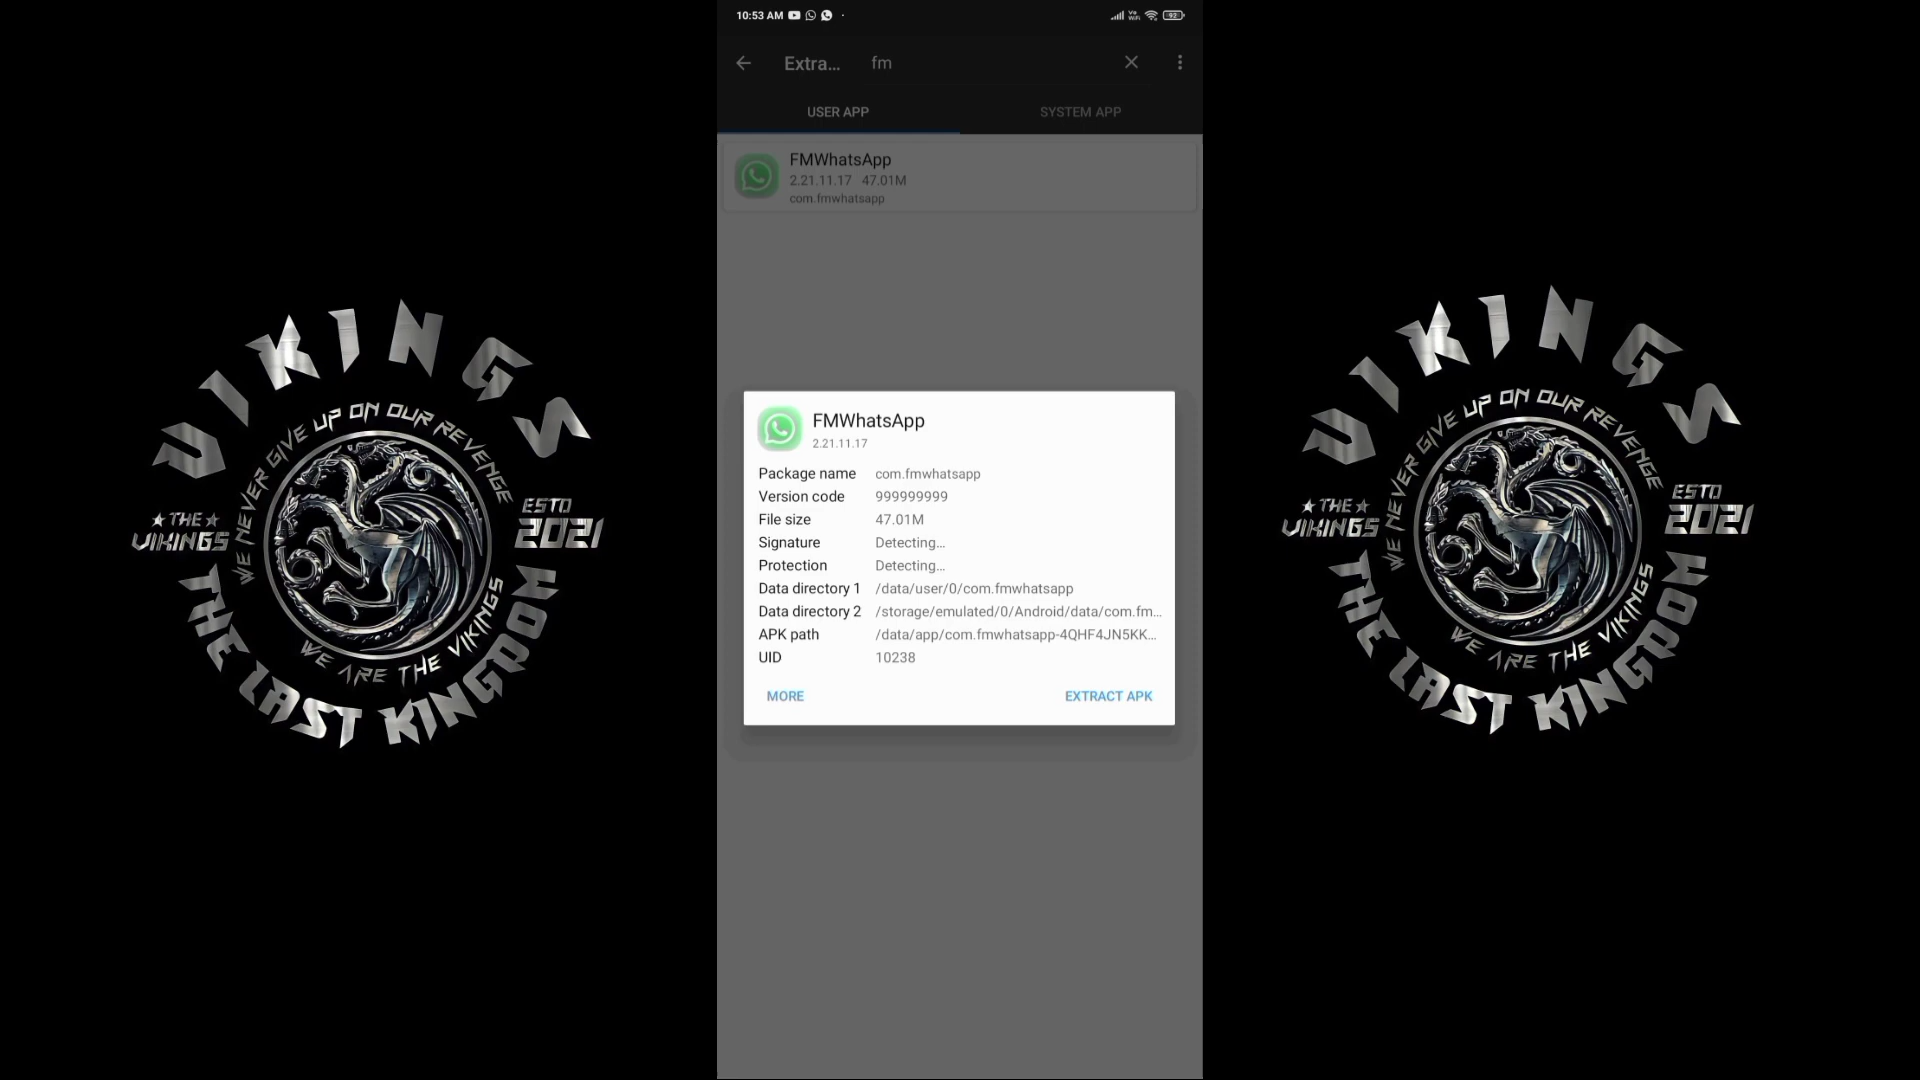 10:53 AM
Vo
WiFi
92
Extra... fm
USER APP
SYSTEM APP
FMWhatsApp
2.21.11.17 47.01M
com.fmwhatsapp
FMWhatsApp
2.21.11.17
Package name com.fmwhatsapp
Version code 999999999
File size 47.01M
Signature Detecting...
Protection Detecting...
Data directory 1 /data/user/0/com.fmwhatsapp
Data directory 2 /storage/emulated/0/Android/data/com.fm...
APK path /data/app/com.fmwhatsapp-4QHF4JN5KK...
UID 10238
MORE
EXTRACT APK
VIKINGS
WE NEVER GIVE UP ON OUR REVENGE
THE
VIKINGS
ESTD
2021
WE ARE THE VIKINGS
THE LAST KINGDOM
VIKINGS
WE NEVER GIVE UP ON OUR REVENGE
THE
VIKINGS
ESTD
2021
WE ARE THE VIKINGS
THE LAST KINGDOM